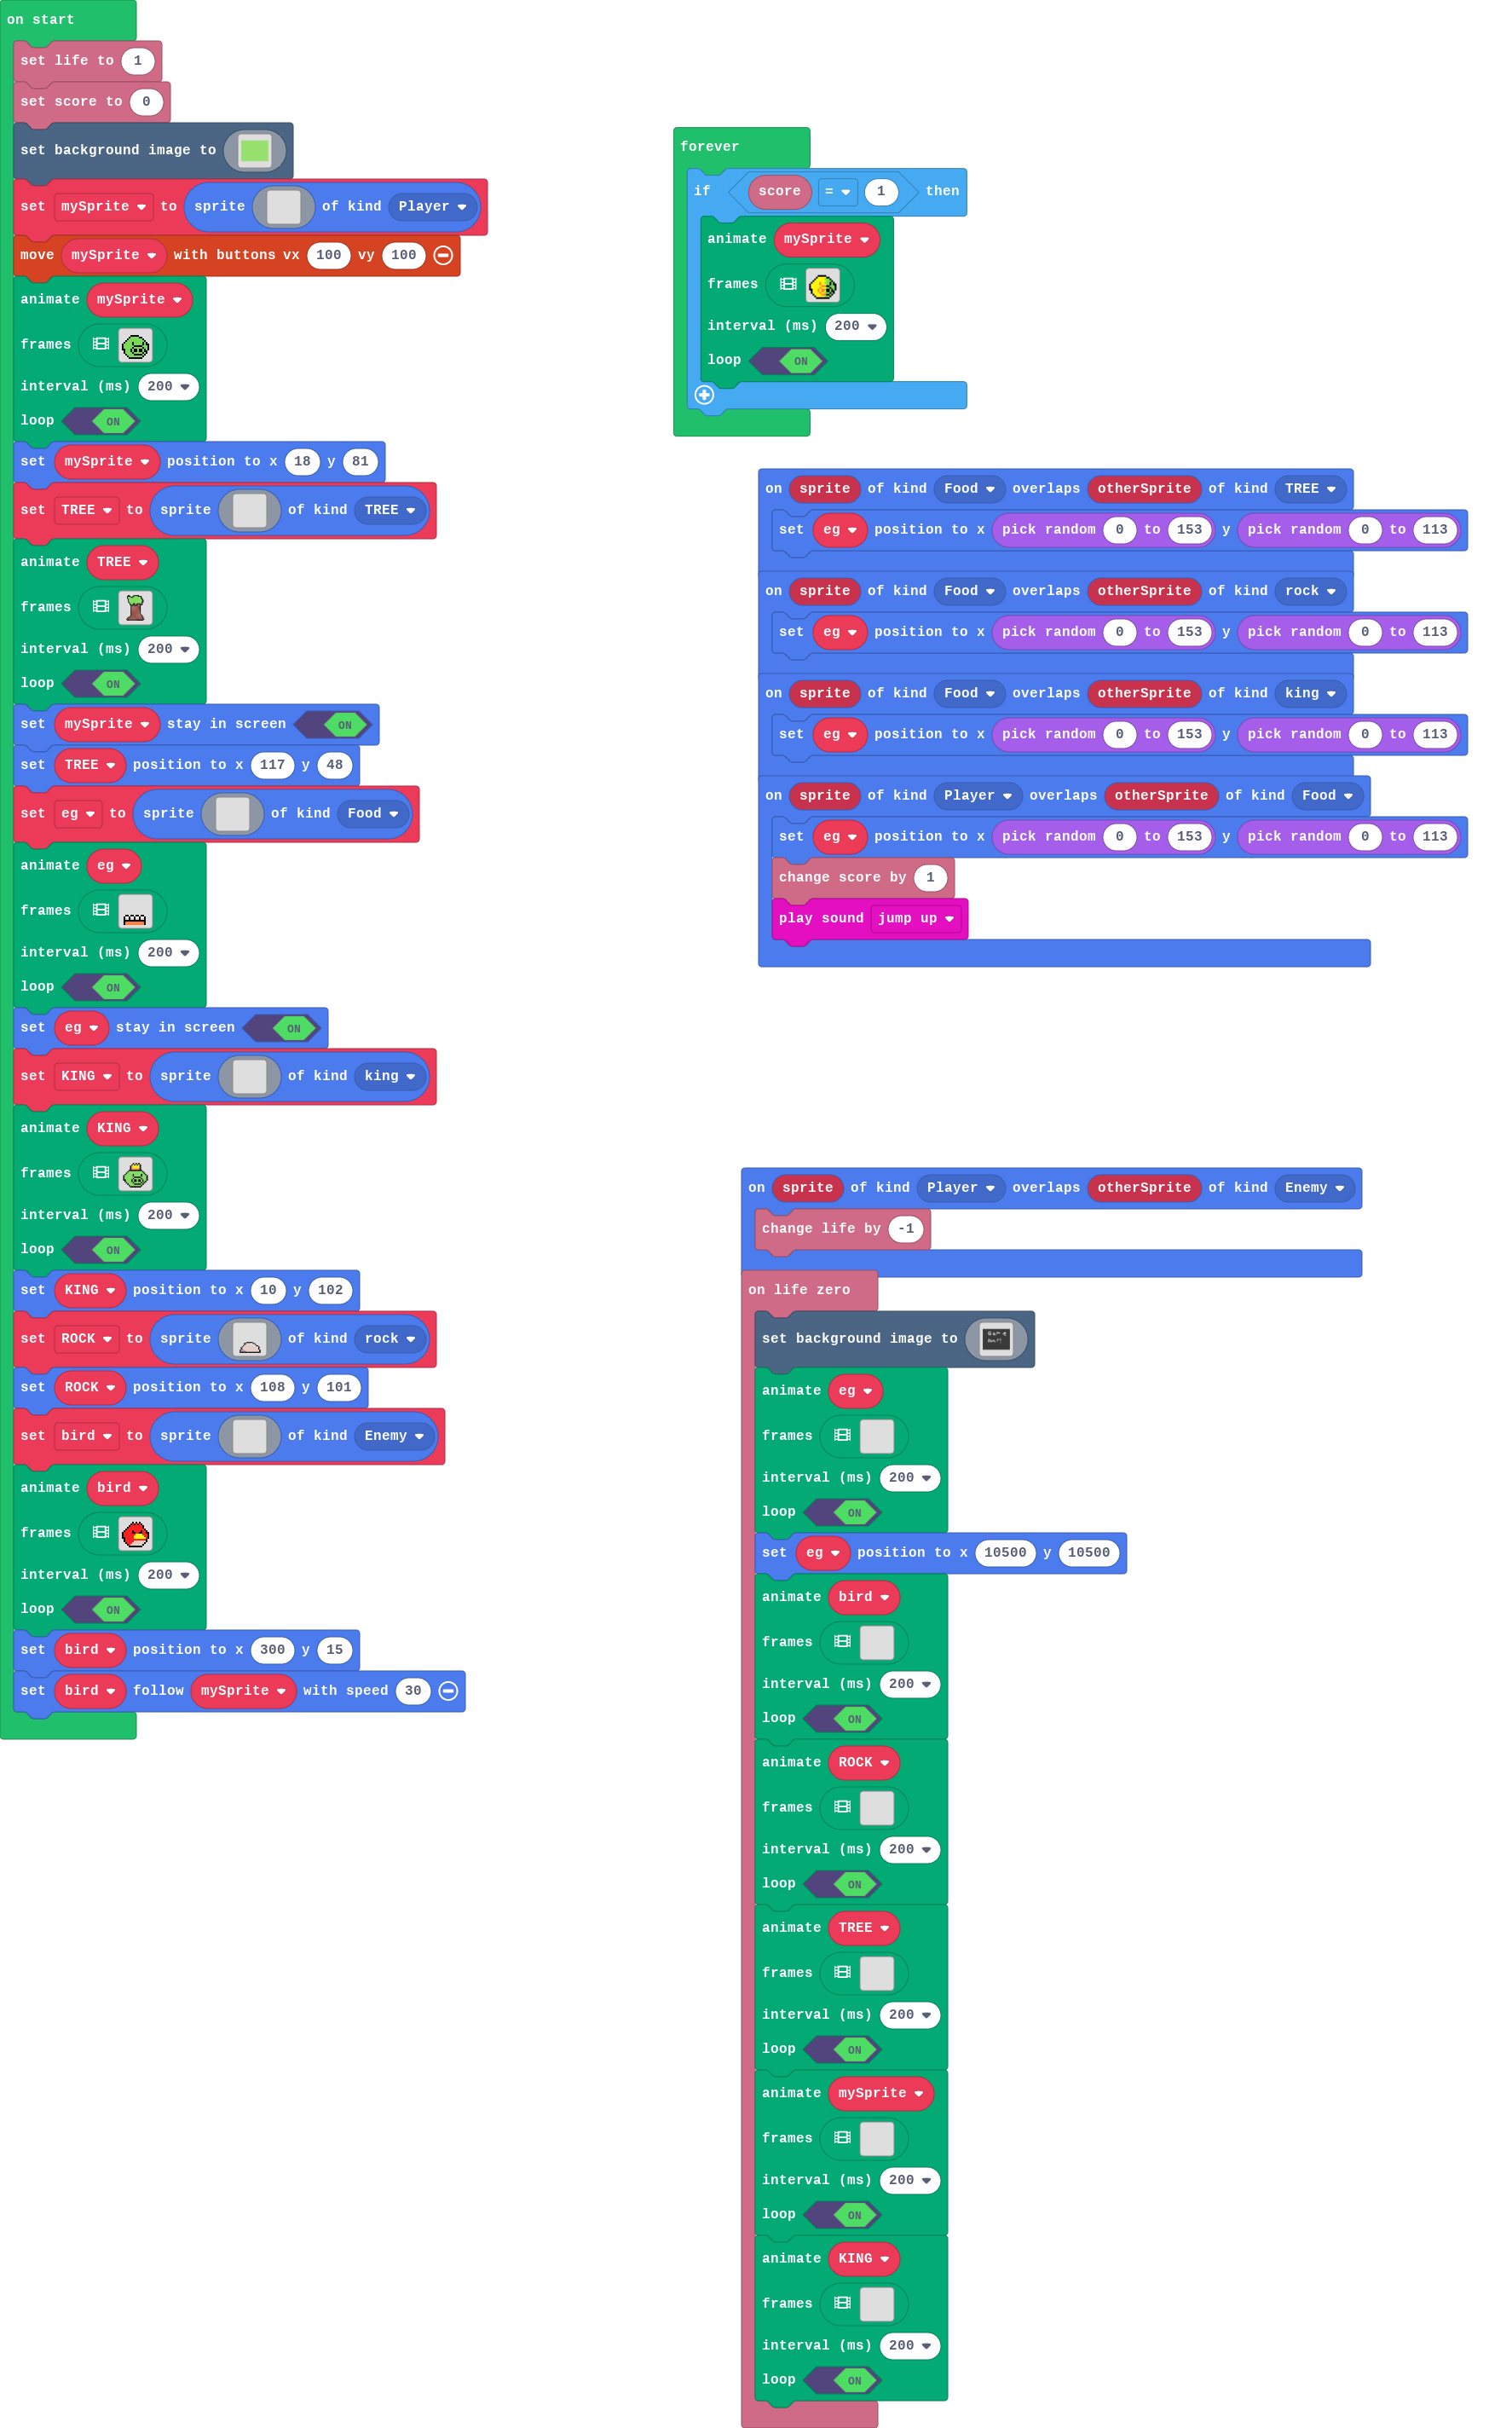 on start
set life to 1
set score to 0
set background image to
set mySprite to sprite of kind Player
move mySprite with buttons vx 100 vy 100
animate mySprite
frames
interval (ms) 200
loop ON
set mySprite position to x 18 y 81
set TREE to sprite of kind TREE
animate TREE
frames
interval (ms) 200
loop ON
set mySprite stay in screen ON
set TREE position to x 117 y 48
set eg to sprite of kind Food
animate eg
frames
interval (ms) 200
loop ON
set eg stay in screen ON
set KING to sprite of kind king
animate KING
frames
interval (ms) 200
loop ON
set KING position to x 10 y 102
set ROCK to sprite of kind rock
set ROCK position to x 108 y 101
set bird to sprite of kind Enemy
animate bird
frames
interval (ms) 200
loop ON
set bird position to x 300 y 15
set bird follow mySprite with speed 30
forever
if score = 1 then
animate mySprite
frames
interval (ms) 200
loop ON
on sprite of kind Food overlaps otherSprite of kind TREE
set eg position to x pick random 0 to 153 y pick random 0 to 113
on sprite of kind Food overlaps otherSprite of kind rock
set eg position to x pick random 0 to 153 y pick random 0 to 113
on sprite of kind Food overlaps otherSprite of kind king
set eg position to x pick random 0 to 153 y pick random 0 to 113
on sprite of kind Player overlaps otherSprite of kind Food
set eg position to x pick random 0 to 153 y pick random 0 to 113
change score by 1
play sound jump up
on sprite of kind Player overlaps otherSprite of kind Enemy
change life by -1
on life zero
set background image to
animate eg
frames
interval (ms) 200
loop ON
set eg position to x 10500 y 10500
animate bird
frames
interval (ms) 200
loop ON
animate ROCK
frames
interval (ms) 200
loop ON
animate TREE
frames
interval (ms) 200
loop ON
animate mySprite
frames
interval (ms) 200
loop ON
animate KING
frames
interval (ms) 200
loop ON